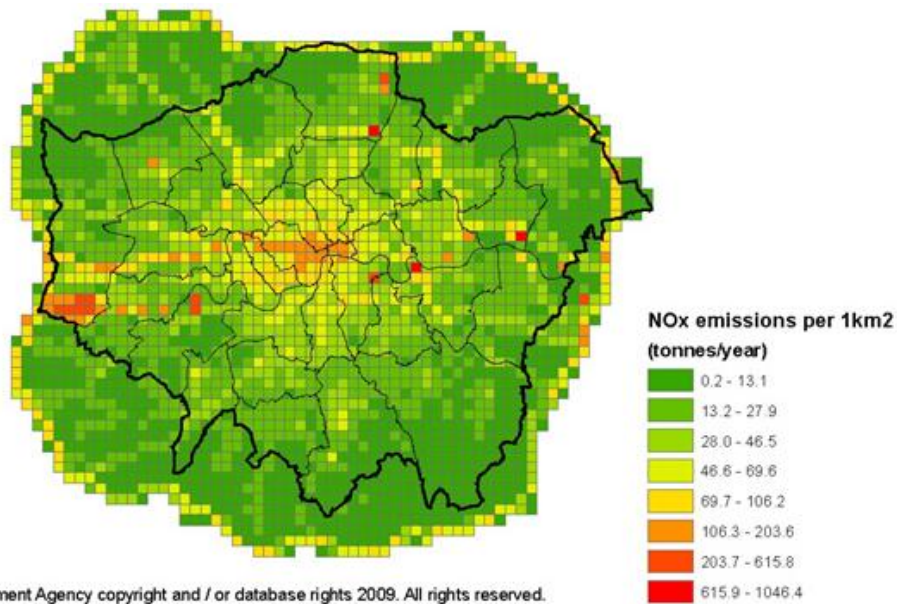 NOx emissions per 1km2
(tonnes/year)
0.2 - 13.1
13.2 - 27.9
28.0 - 46.5
46.6 - 69.6
69.7 - 106.2
106.3 - 203.6
203.7 - 615.8
615.9 - 1046.4
ment Agency copyright and / or database rights 2009. All rights reserved.